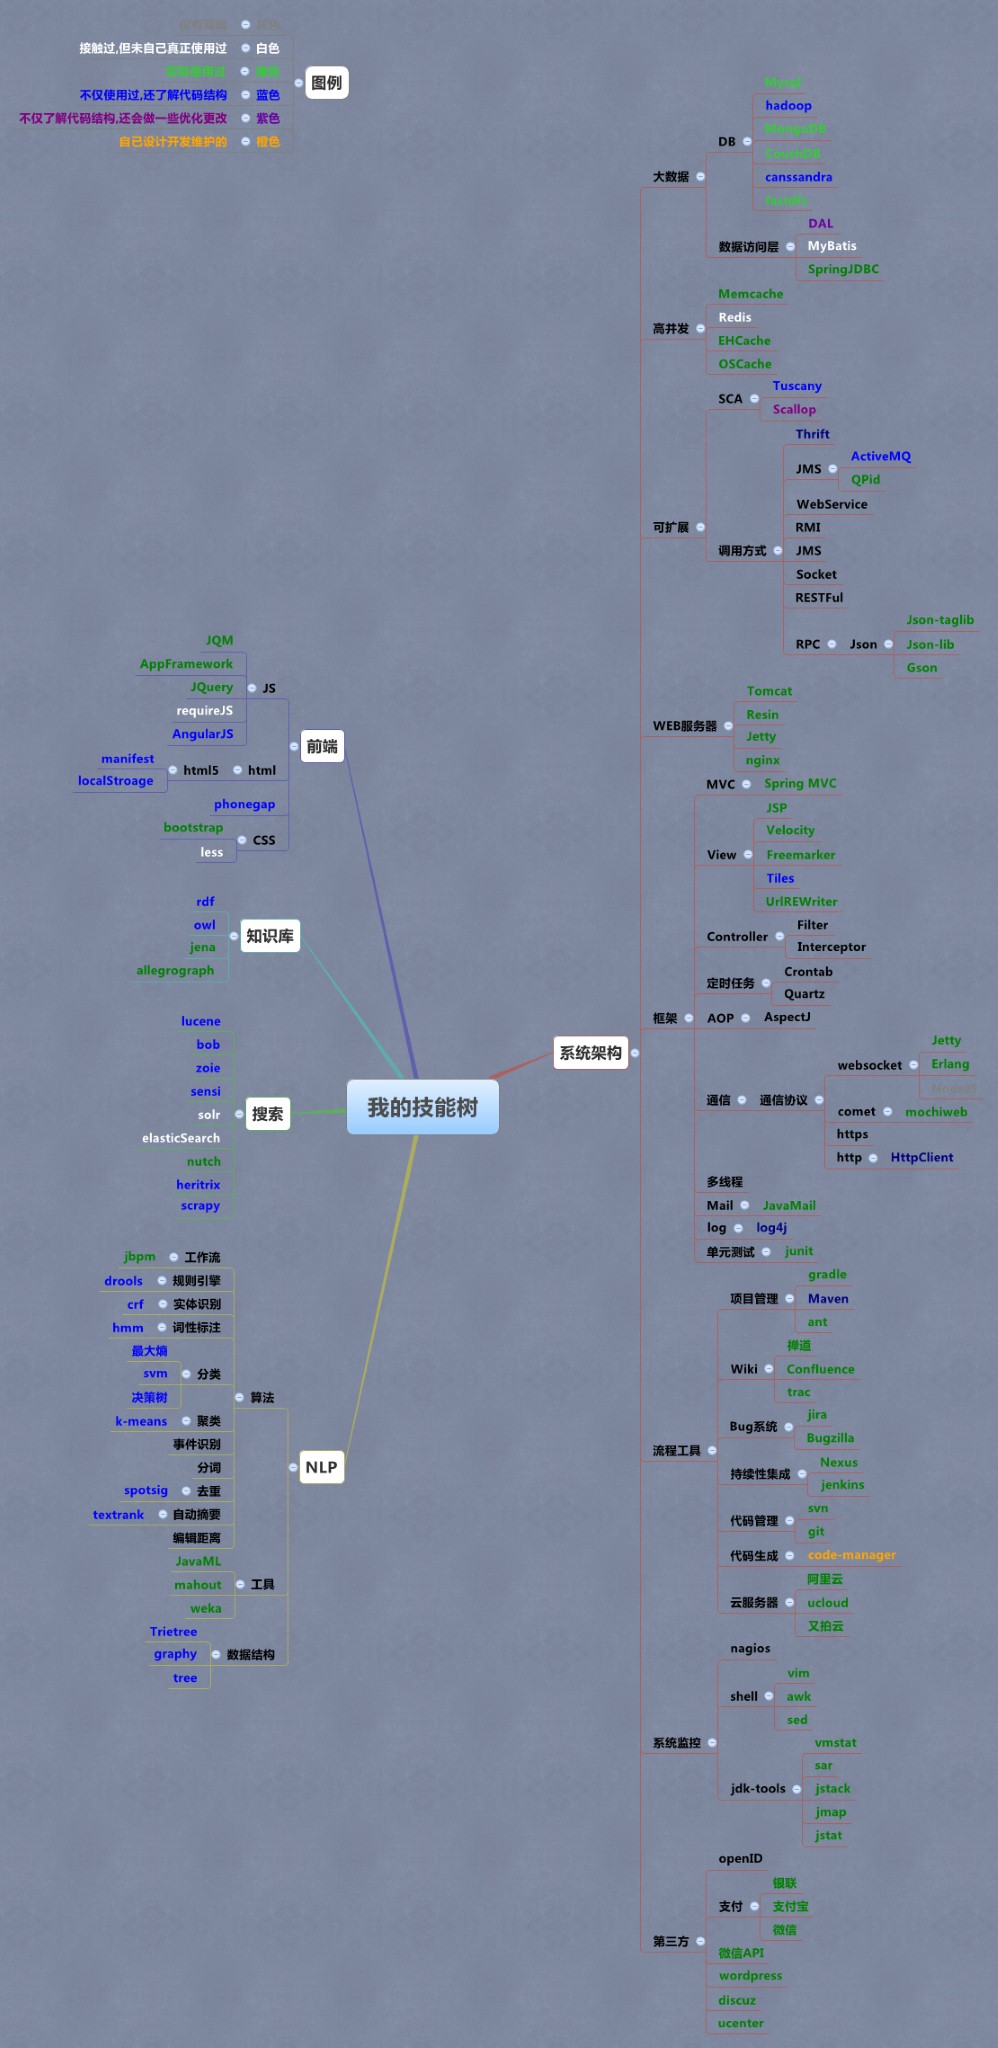 接触过,但未自己真正使用过
白色
不仅使用过,还了解代码结构
蓝色
不仅了解代码结构,还会做一些优化更改
紫色
自己设计开发维护的
橙色
图例
JQM
AppFramework
JQuery
requireJS
AngularJS
JS
manifest
localStroage
html5
html
phonegap
bootstrap
less
CSS
前端
rdf
owl
jena
allegrograph
知识库
lucene
bob
zoie
sensi
solr
elasticSearch
nutch
heritrix
scrapy
搜索
我的技能树
jbpm
工作流
drools
规则引擎
crf
实体识别
hmm
词性标注
最大熵
svm
决策树
分类
k-means
聚类
事件识别
分词
spotsig
去重
textrank
自动摘要
编辑距离
算法
JavaML
mahout
weka
工具
Trietree
graphy
tree
数据结构
NLP
系统架构
大数据
DB
Mysql
hadoop
MongoDB
CouchDB
canssandra
数据访问层
DAL
MyBatis
SpringJDBC
高并发
Memcache
Redis
EHCache
OSCache
可扩展
SCA
Tuscany
Scallop
调用方式
Thrift
JMS
ActiveMQ
QPid
WebService
RMI
JMS
Socket
RESTFul
RPC
Json
Json-taglib
Json-lib
Gson
WEB服务器
Tomcat
Resin
Jetty
nginx
框架
MVC
Spring MVC
View
JSP
Velocity
Freemarker
Tiles
UrlREWriter
Controller
Filter
Interceptor
定时任务
Crontab
Quartz
AOP
AspectJ
通信
通信协议
websocket
Jetty
Erlang
NodeJS
comet
mochiweb
https
http
HttpClient
多线程
Mail
JavaMail
log
log4j
单元测试
junit
流程工具
项目管理
gradle
Maven
ant
Wiki
禅道
Confluence
trac
Bug系统
jira
Bugzilla
持续性集成
Nexus
jenkins
代码管理
svn
git
代码生成
code-manager
云服务器
阿里云
ucloud
又拍云
系统监控
nagios
shell
vim
awk
sed
jdk-tools
vmstat
sar
jstack
jmap
jstat
第三方
openID
支付
银联
支付宝
微信
微信API
wordpress
discuz
ucenter